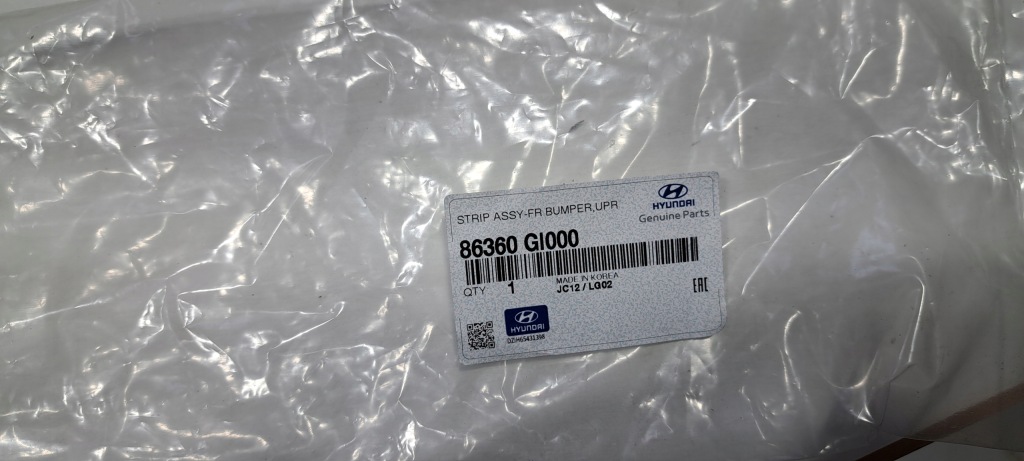 STRIP ASSY-FR BUMPER,UPR
HYUNDAI
Genuine Parts
86360 GI000
MADE IN KOREA
QTY 1 JC12 / LG02
EAC
HYUNDAI